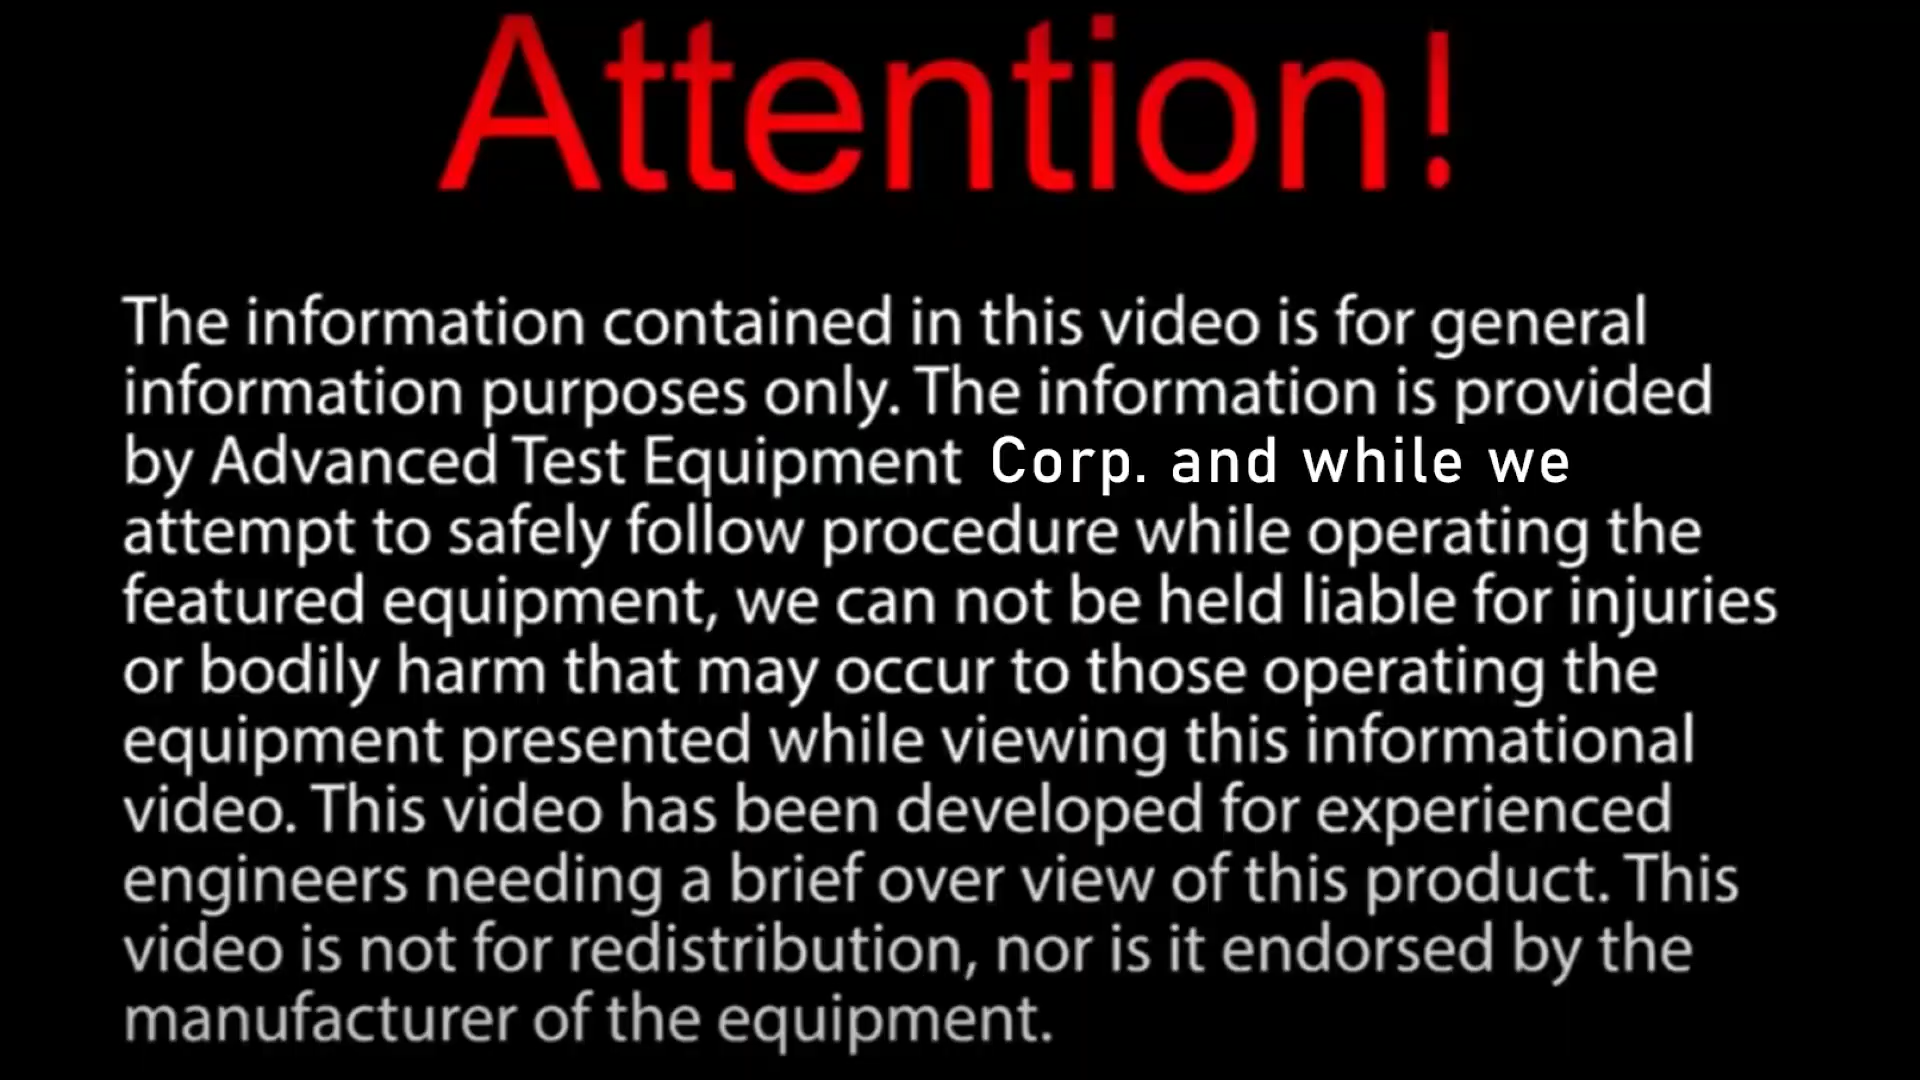 Attention!
The information contained in this video is for general
information purposes only. The information is provided
by Advanced Test Equipment Corp. and while we
attempt to safely follow procedure while operating the
featured equipment, we can not be held liable for injuries
or bodily harm that may occur to those operating the
equipment presented while viewing this informational
video. This video has been developed for experienced
engineers needing a brief over view of this product. This
video is not for redistribution, nor is it endorsed by the
manufacturer of the equipment.